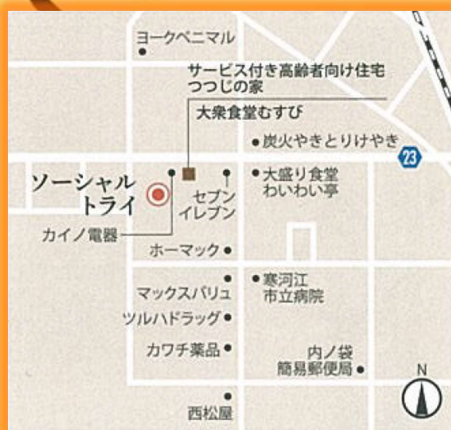 ヨークベニマル
サービス付き高齢者向け住宅
つつじの家
大衆食堂むすび
炭火やきとりけやき
23
ソーシャル
トライ
セブン
イレブン
大盛り食堂
わいわい亭
カイノ電器
ホーマック
マックスバリュ
寒河江
市立病院
ツルハドラッグ
カワチ薬品
内ノ袋
簡易郵便局
西松屋
N